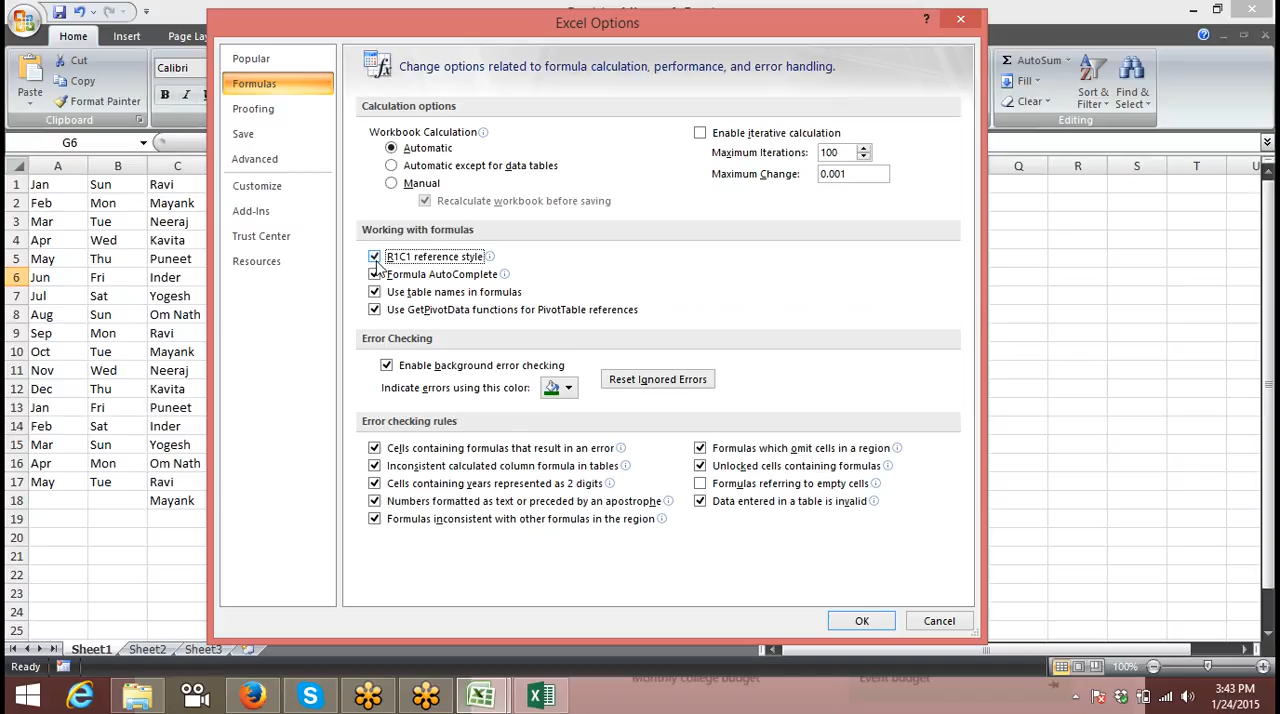 Excel Options
Home Insert Page La
Cut
Copy
Format Painter
Paste
Clipboard
Calibri
B I
AutoSum
Fill
Clear
Sort & Filter
Find & Select
Editing
G6
Popular
Formulas
Proofing
Save
Advanced
Customize
Add-Ins
Trust Center
Resources
Change options related to formula calculation, performance, and error handling.
Calculation options
Workbook Calculation
Automatic
Automatic except for data tables
Manual
Recalculate workbook before saving
Enable iterative calculation
Maximum Iterations: 100
Maximum Change: 0.001
Working with formulas
R1C1 reference style
Formula AutoComplete
Use table names in formulas
Use GetPivotData functions for PivotTable references
Error Checking
Enable background error checking
Indicate errors using this color:
Reset Ignored Errors
Error checking rules
Cells containing formulas that result in an error
Inconsistent calculated column formula in tables
Cells containing years represented as 2 digits
Numbers formatted as text or preceded by an apostrophe
Formulas inconsistent with other formulas in the region
Formulas which omit cells in a region
Unlocked cells containing formulas
Formulas referring to empty cells
Data entered in a table is invalid
OK Cancel
A B C Q R S T U
1 Jan Sun Ravi
2 Feb Mon Mayank
3 Mar Tue Neeraj
4 Apr Wed Kavita
5 May Thu Puneet
6 Jun Fri Inder
7 Jul Sat Yogesh
8 Aug Sun Om Nath
9 Sep Mon Ravi
10 Oct Tue Mayank
11 Nov Wed Neeraj
12 Dec Thu Kavita
13 Jan Fri Puneet
14 Feb Sat Inder
15 Mar Sun Yogesh
16 Apr Mon Om Nath
17 May Tue Ravi
18 Mayank
19
20
21
22
23
24
25
Sheet1 Sheet2 Sheet3
Ready
100%
Monthly college budget Event budget
3:43 PM
1/24/2015